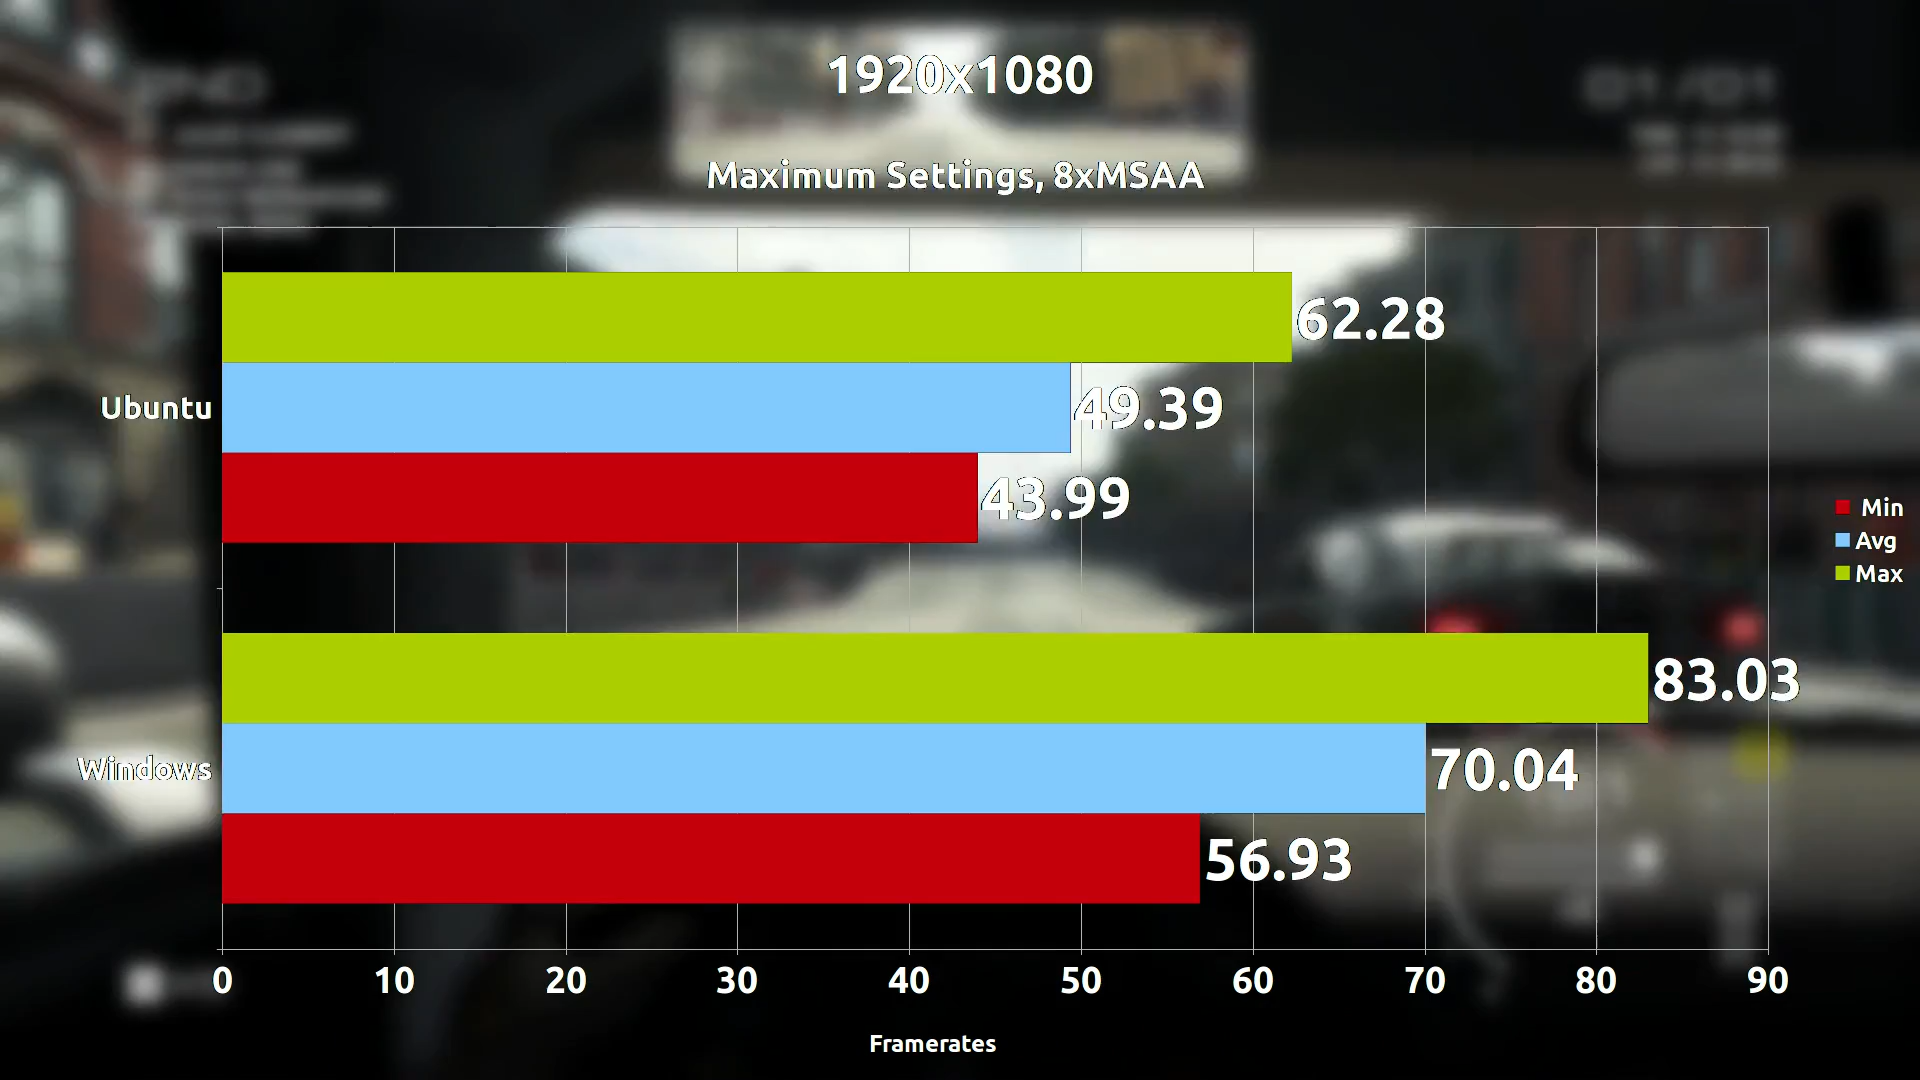 1920x1080
Maximum Settings, 8xMSAA
62.28
Ubuntu
49.39
43.99
Min
Avg
Max
83.03
Windows
70.04
56.93
0 10 20 30 40 50 60 70 80 90
Framerates